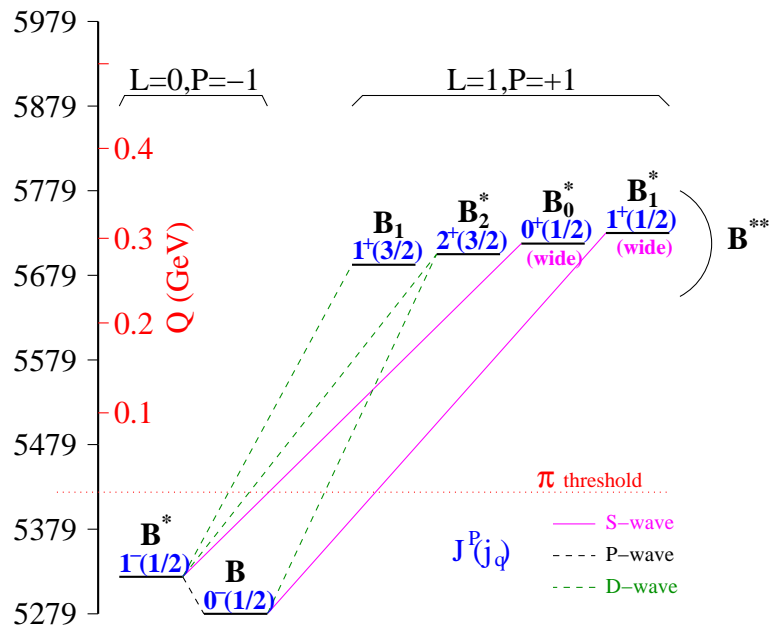 5979
5879
5779
5679
5579
5479
5379
5279
0.4
0.3
0.2
0.1
Q (GeV)
L=0,P=−1
L=1,P=+1
B₁
1⁺(3/2)
B₂*
2⁺(3/2)
B₀*
0⁺(1/2)
(wide)
B₁*
1⁺(1/2)
(wide)
B**
π threshold
B*
1⁻(1/2)
B
0⁻(1/2)
Jᴾ(j_q)
S−wave
P−wave
D−wave